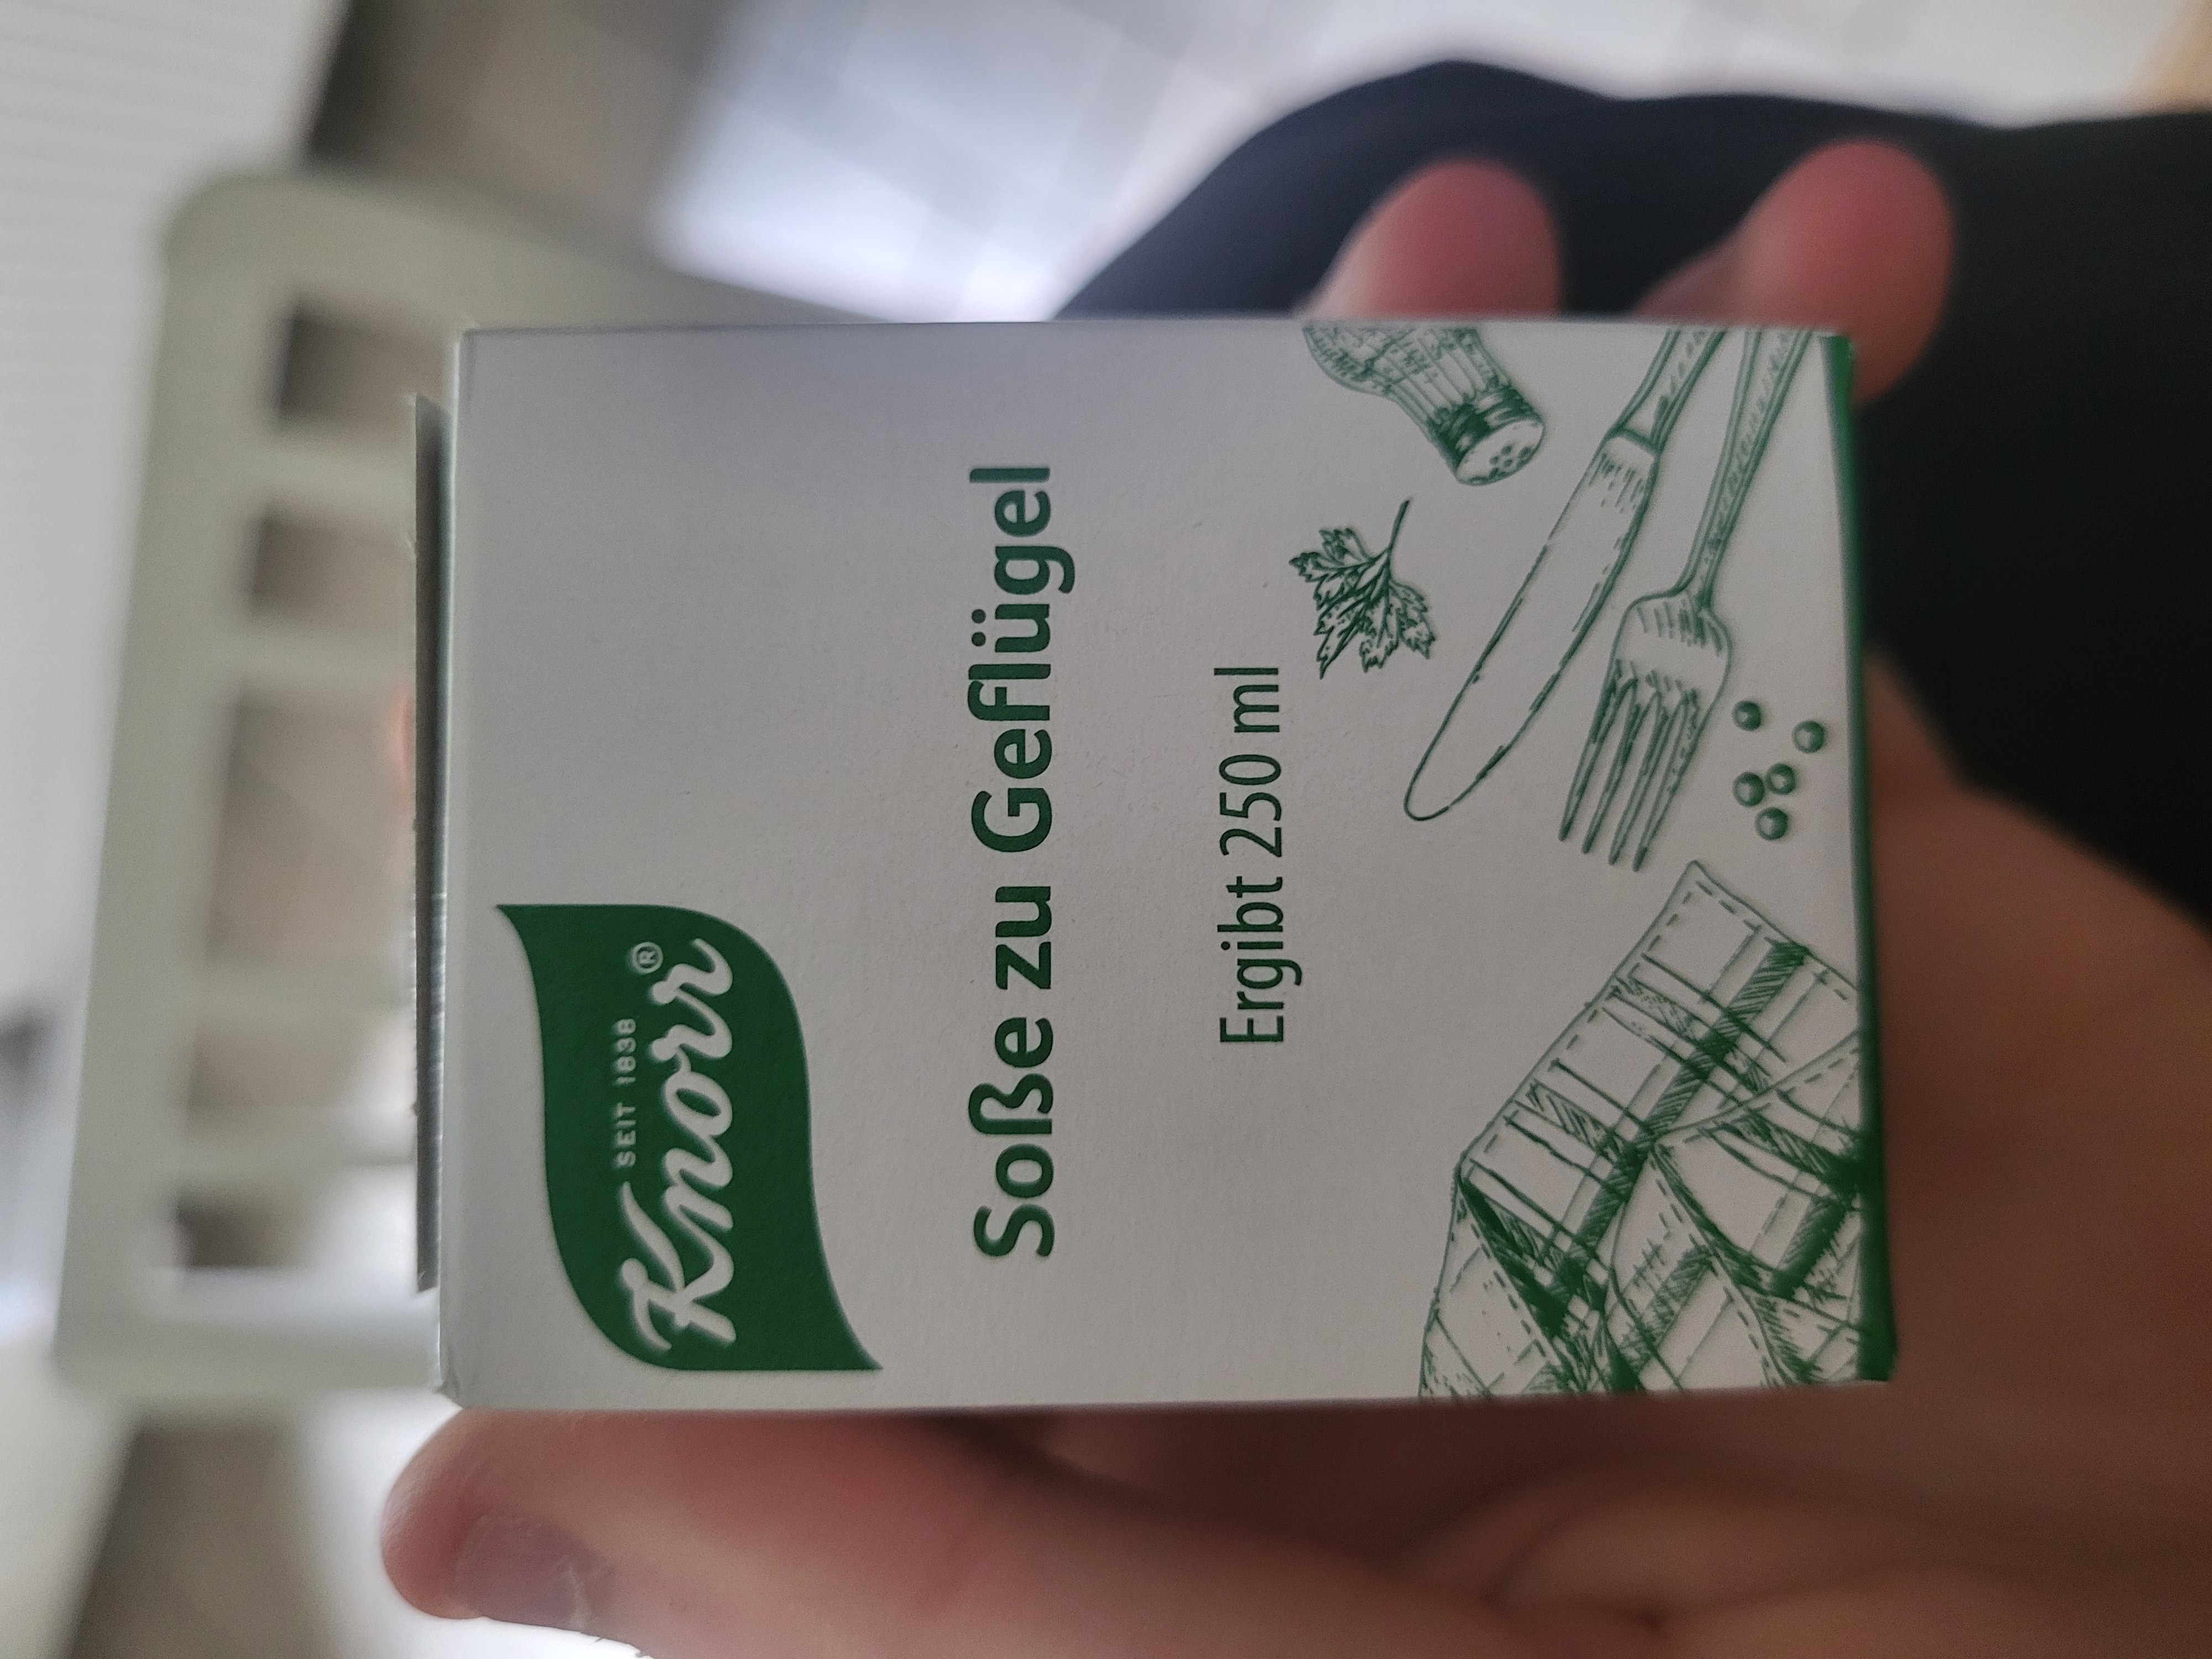 SEIT 1838
Knorr®
Soße zu Geflügel
Ergibt 250 ml